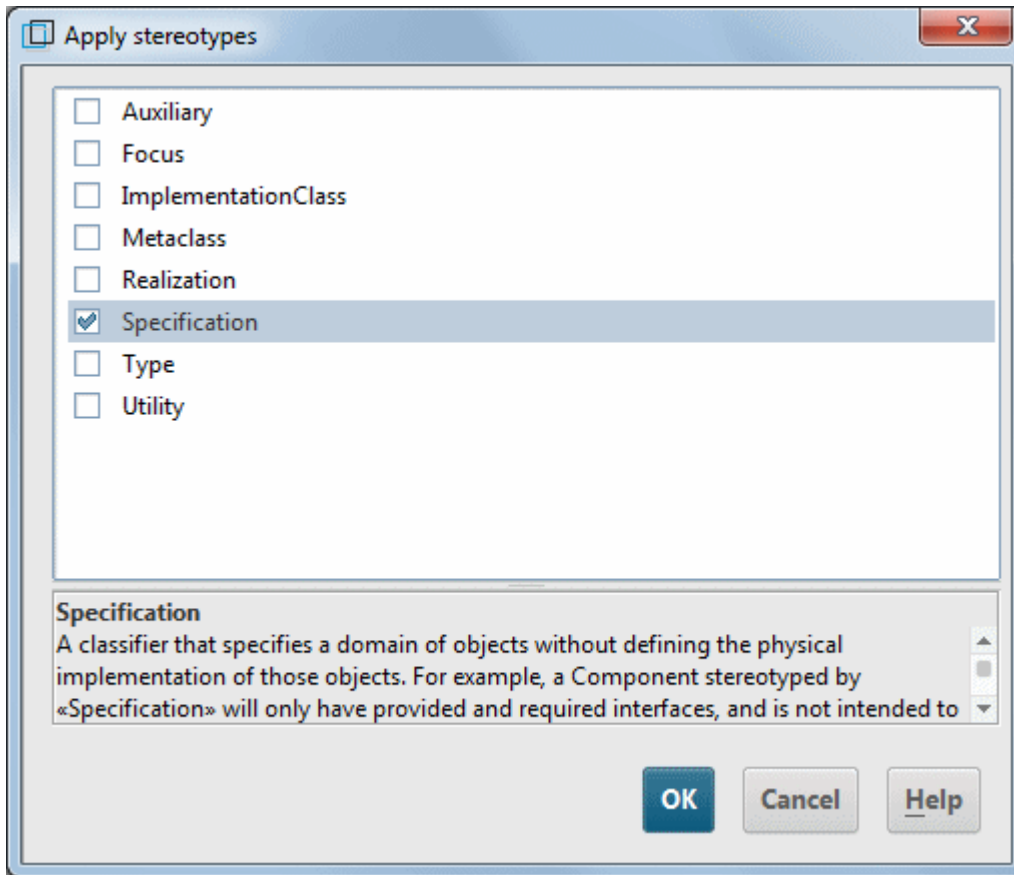 Apply stereotypes
Auxiliary
Focus
ImplementationClass
Metaclass
Realization
Specification
Type
Utility
Specification
A classifier that specifies a domain of objects without defining the physical
implementation of those objects. For example, a Component stereotyped by
«Specification» will only have provided and required interfaces, and is not intended to
OK Cancel Help